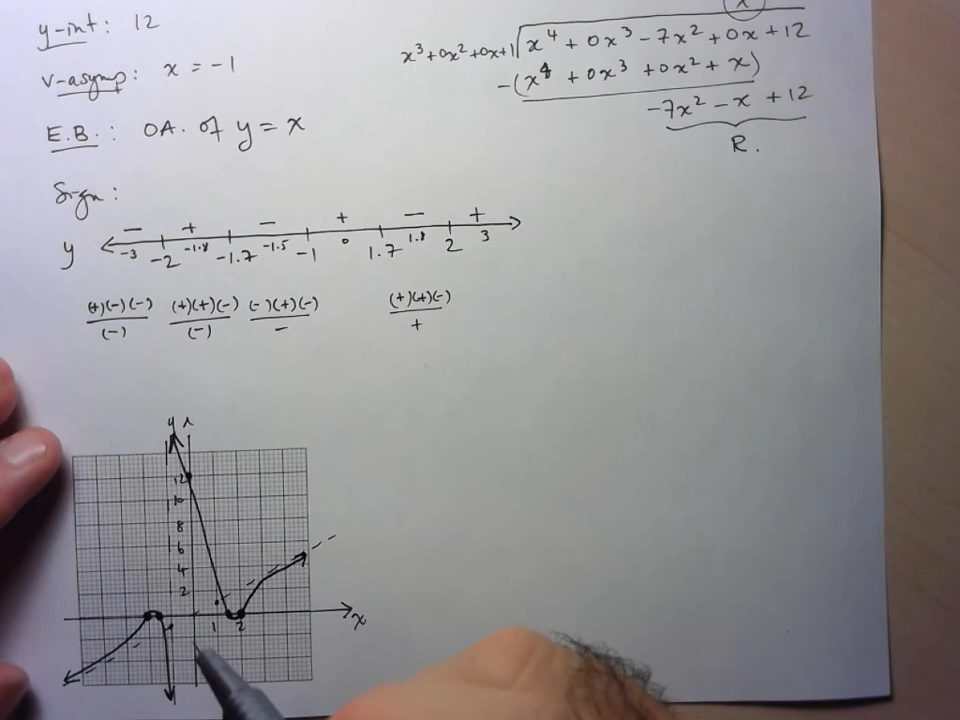 y-int: 12
v-asymp: x = -1
E.B.: OA. of y = x
x
x³+0x²+0x+1 x⁴ + 0x³ - 7x² + 0x + 12
-(x⁴ + 0x³ + 0x² + x)
-7x² - x + 12
R.
Sign:
- + - + - +
y -3 -2 -1.8 -1.7 -1.5 -1 0 1.7 1.8 2 3
(+)(-)(-) (+)(+)(-) (-)(+)(-) (+)(+)(-)
(-) (-) - +
y
12
10
8
6
4
2
1 2 x